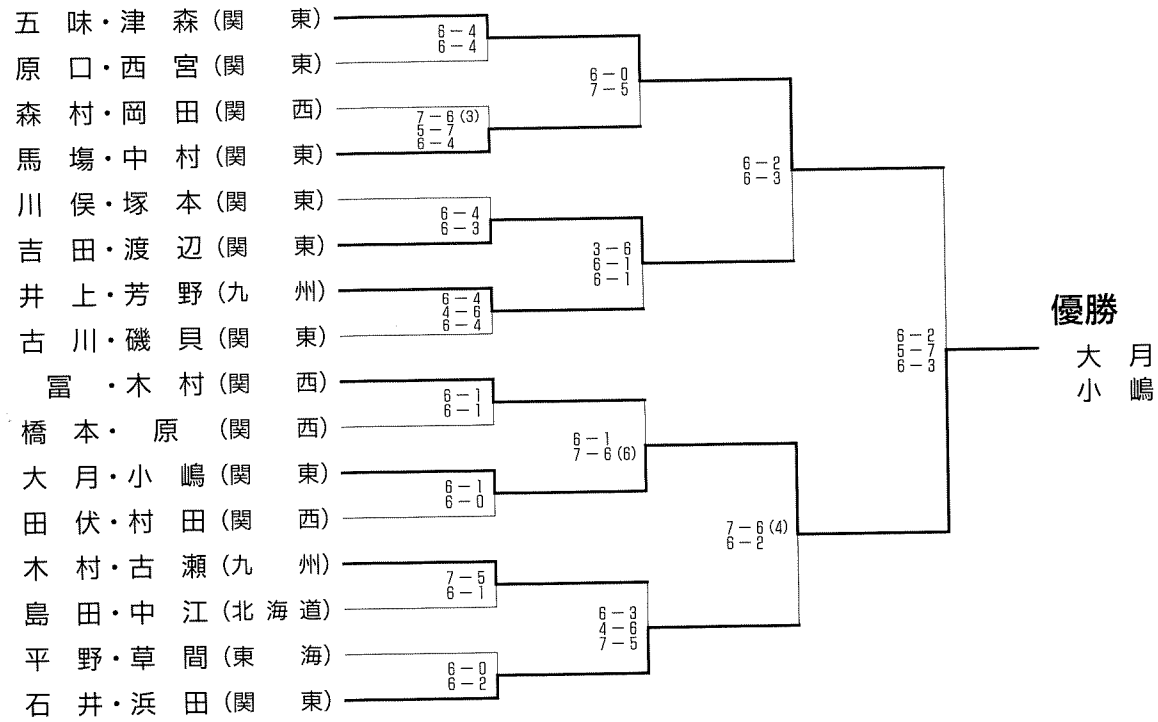 五味・津森(関東)
原口・西宮(関東)
森村・岡田(関西)
馬場・中村(関東)
川俣・塚本(関東)
吉田・渡辺(関東)
井上・芳野(九州)
古川・磯貝(関東)
冨・木村(関西)
橋本・原(関西)
大月・小嶋(関東)
田伏・村田(関西)
木村・古瀬(九州)
島田・中江(北海道)
平野・草間(東海)
石井・浜田(関東)
6-4
6-4
7-6(3)
5-7
6-4
6-4
6-3
6-4
4-6
6-4
6-1
6-1
6-1
6-0
7-5
6-1
6-0
6-2
6-0
7-5
3-6
6-1
6-1
6-1
7-6(6)
6-3
4-6
7-5
6-2
6-3
7-6(4)
6-2
6-2
5-7
6-3
優勝
大月
小嶋